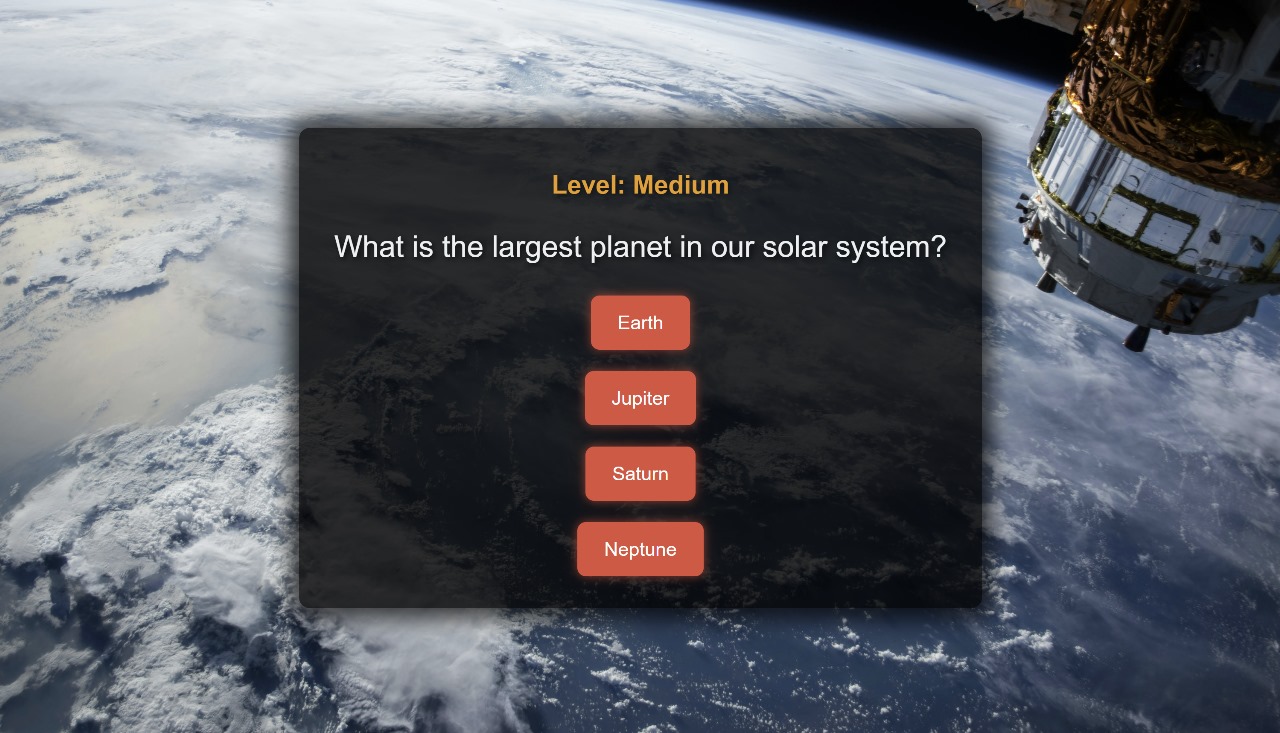 Level: Medium
What is the largest planet in our solar system?
Earth
Jupiter
Saturn
Neptune